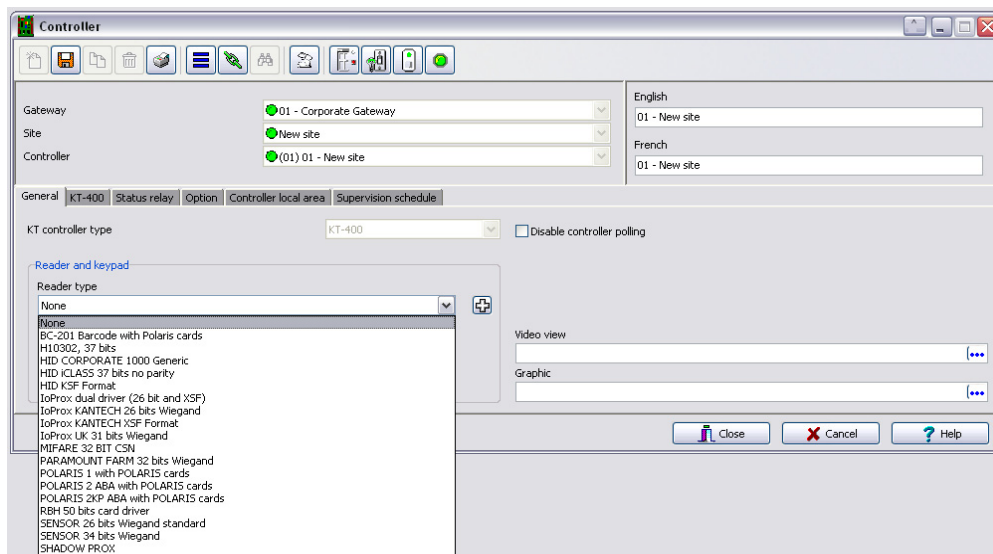 Controller
Gateway
01 - Corporate Gateway
Site
New site
Controller
(01) 01 - New site
English
01 - New site
French
01 - New site
General KT-400 Status relay Option Controller local area Supervision schedule
KT controller type
KT-400
Disable controller polling
Reader and keypad
Reader type
None
None
BC-201 Barcode with Polaris cards
H10302, 37 bits
HID CORPORATE 1000 Generic
HID iCLASS 37 bits no parity
HID KSF Format
IoProx dual driver (26 bit and XSF)
IoProx KANTECH 26 bits Wiegand
IoProx KANTECH XSF Format
IoProx UK 31 bits Wiegand
MIFARE 32 BIT CSN
PARAMOUNT FARM 32 bits Wiegand
POLARIS 1 with POLARIS cards
POLARIS 2 ABA with POLARIS cards
POLARIS 2KP ABA with POLARIS cards
RBH 50 bits card driver
SENSOR 26 bits Wiegand standard
SENSOR 34 bits Wiegand
SHADOW PROX
Video view
Graphic
Close Cancel Help